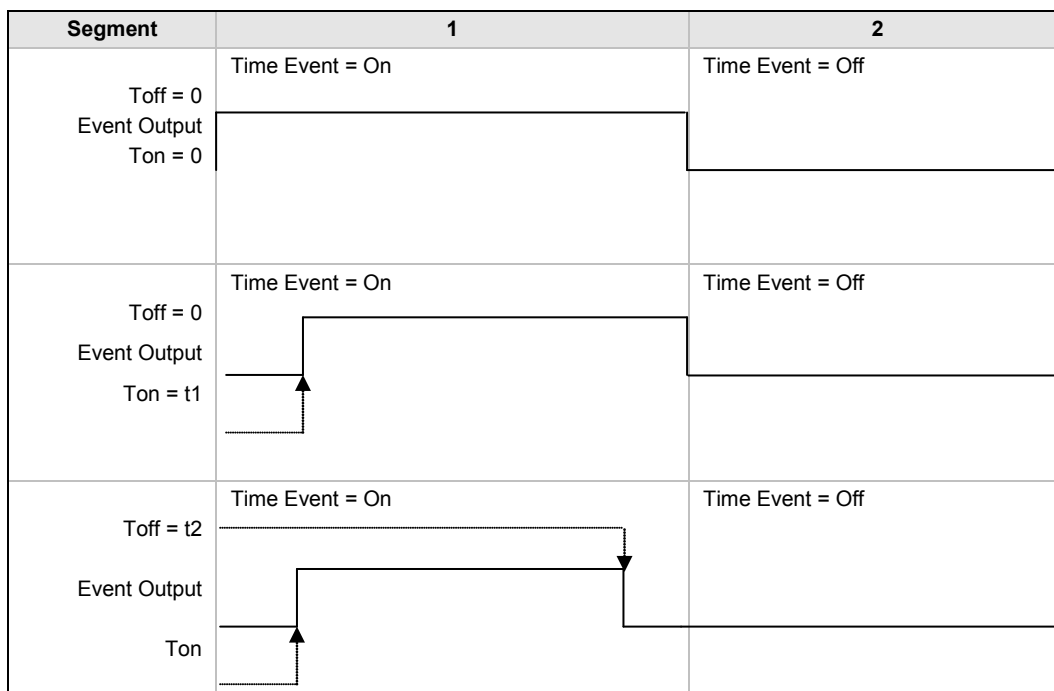 Segment 1 2
Time Event = On Time Event = Off
Toff = 0
Event Output
Ton = 0
Time Event = On Time Event = Off
Toff = 0
Event Output
Ton = t1
Time Event = On Time Event = Off
Toff = t2
Event Output
Ton